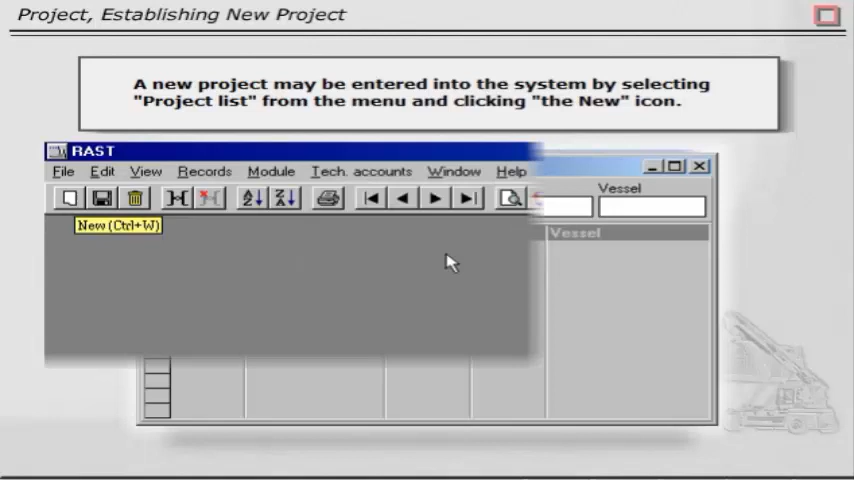 Project, Establishing New Project
A new project may be entered into the system by selecting
"Project list" from the menu and clicking "the New" icon.
RAST
File Edit View Records Module Tech. accounts Window Help
Vessel
New (Ctrl+W)
Vessel